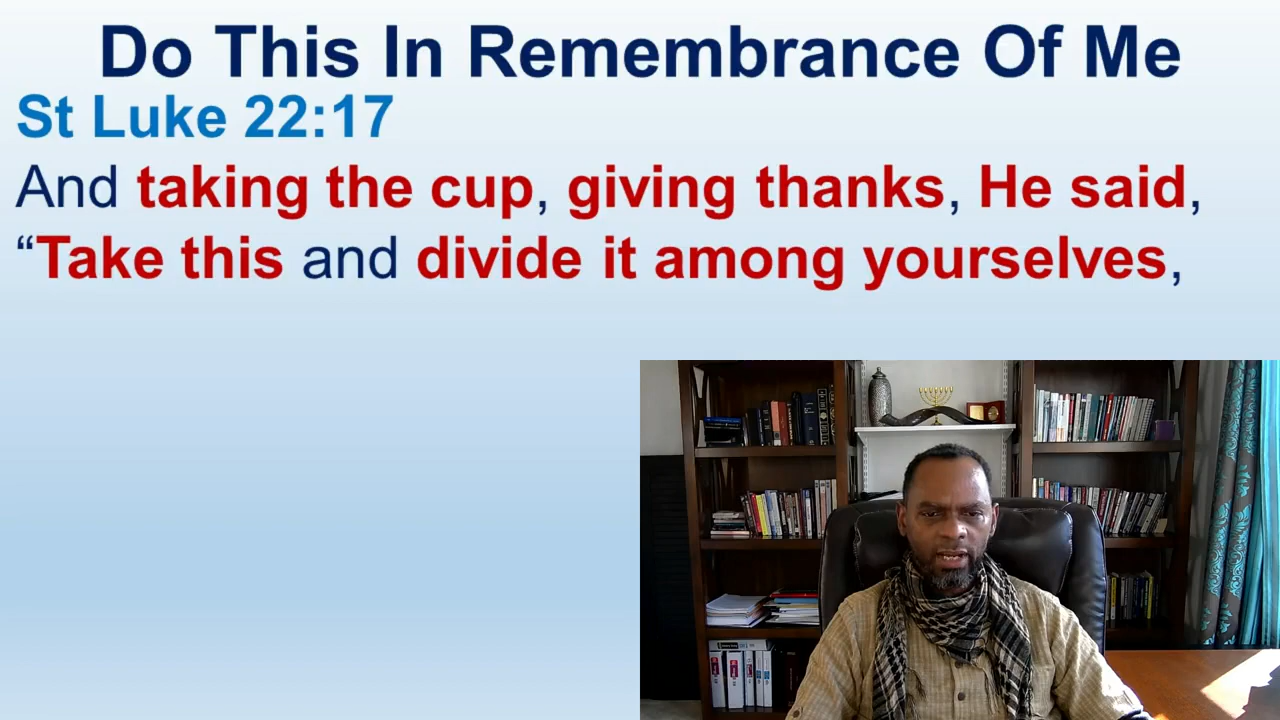 Do This In Remembrance Of Me
St Luke 22:17
And taking the cup, giving thanks, He said,
“Take this and divide it among yourselves,